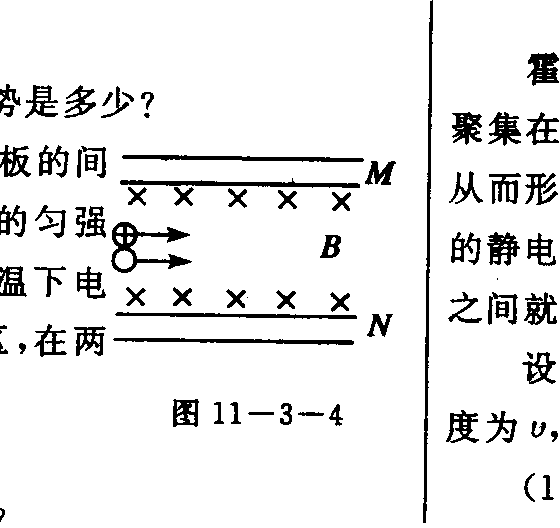 势是多少?
板的间
的匀强
温下电
区,在两
M
B
N
图 11-3-4
霍
聚集在
从而形
的静电
之间就
设
度为 υ,
(1